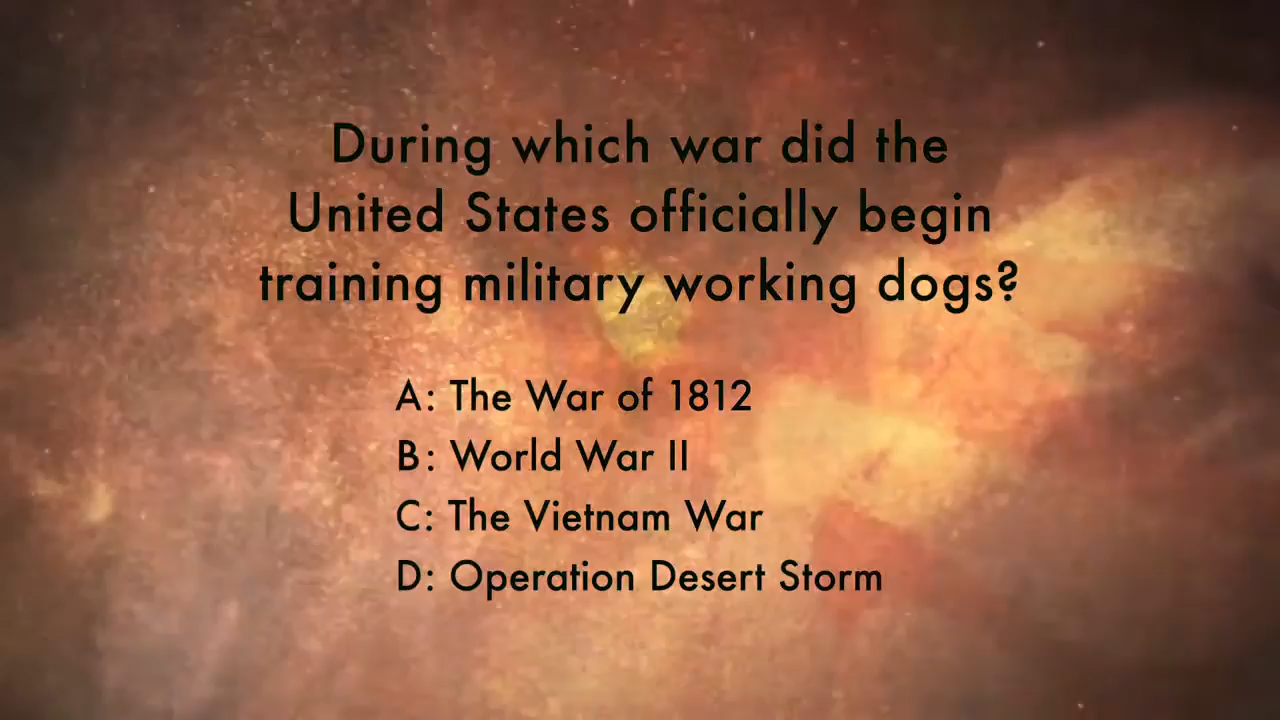 During which war did the
United States officially begin
training military working dogs?
A: The War of 1812
B: World War II
C: The Vietnam War
D: Operation Desert Storm